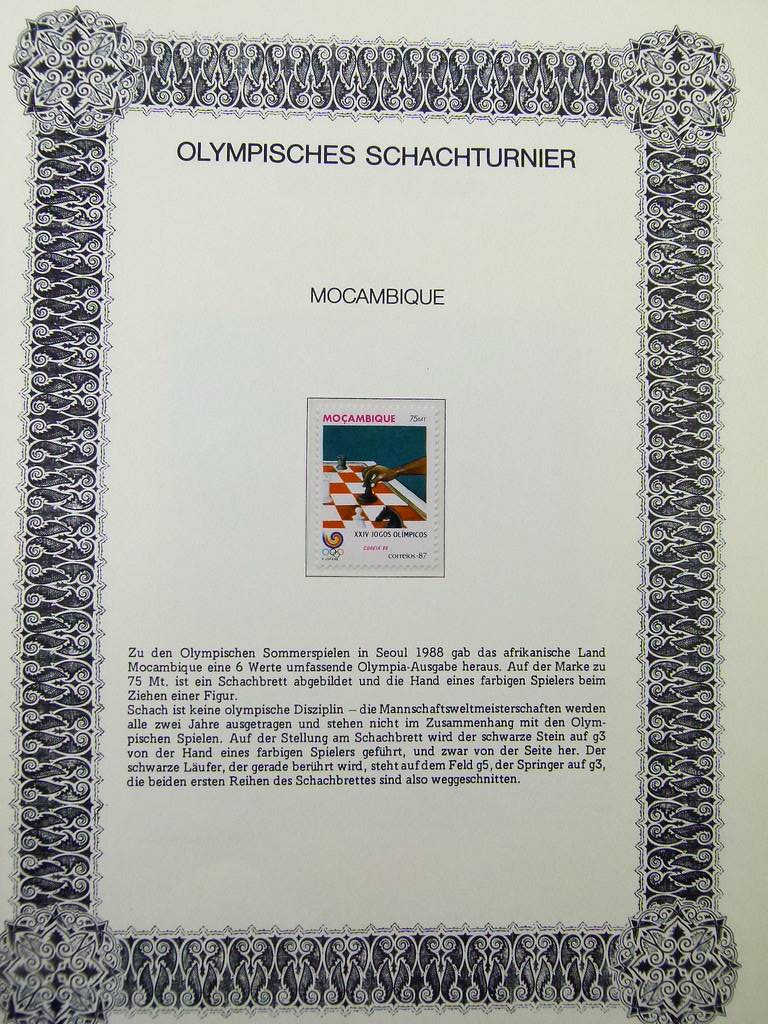 OLYMPISCHES SCHACHTURNIER
MOCAMBIQUE
MOÇAMBIQUE 75MT
XXIV JOGOS OLÍMPICOS
COREIA 88
correios-87
Zu den Olympischen Sommerspielen in Seoul 1988 gab das afrikanische Land
Mocambique eine 6 Werte umfassende Olympia-Ausgabe heraus. Auf der Marke zu
75 Mt. ist ein Schachbrett abgebildet und die Hand eines farbigen Spielers beim
Ziehen einer Figur.
Schach ist keine olympische Disziplin – die Mannschaftsweltmeisterschaften werden
alle zwei Jahre ausgetragen und stehen nicht im Zusammenhang mit den Olym-
pischen Spielen. Auf der Stellung am Schachbrett wird der schwarze Stein auf g3
von der Hand eines farbigen Spielers geführt, und zwar von der Seite her. Der
schwarze Läufer, der gerade berührt wird, steht auf dem Feld g5, der Springer auf g3,
die beiden ersten Reihen des Schachbrettes sind also weggeschnitten.